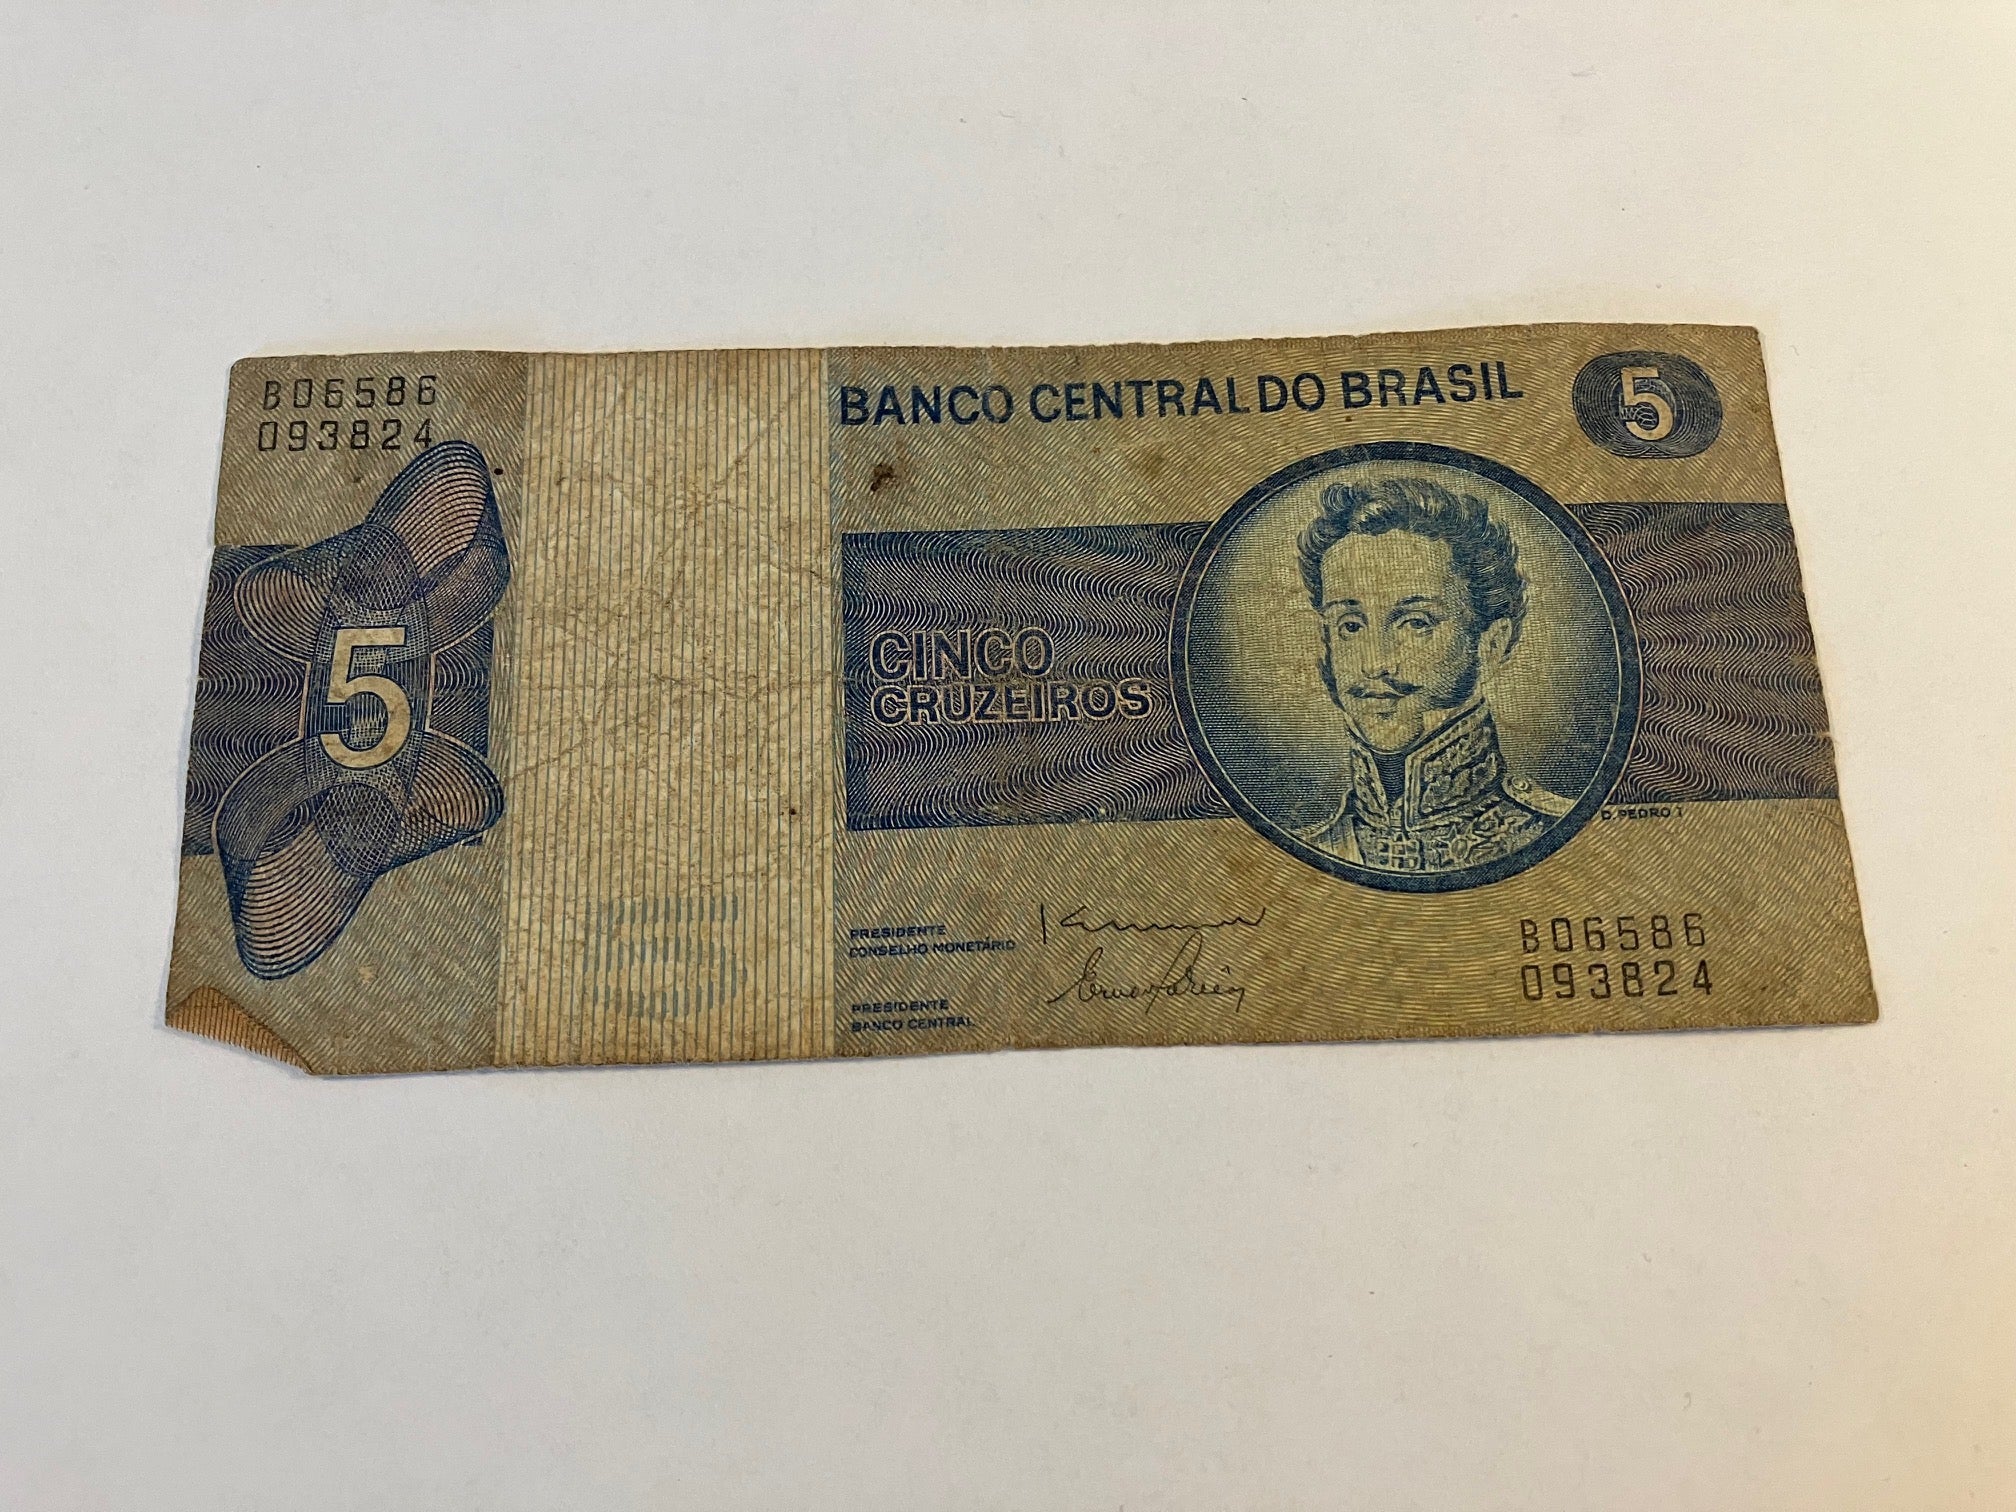 B06586
093824
BANCO CENTRAL DO BRASIL
5
5
CINCO
CRUZEIROS
D. PEDRO I
PRESIDENTE
CONSELHO MONETÁRIO
PRESIDENTE
BANCO CENTRAL
B06586
093824